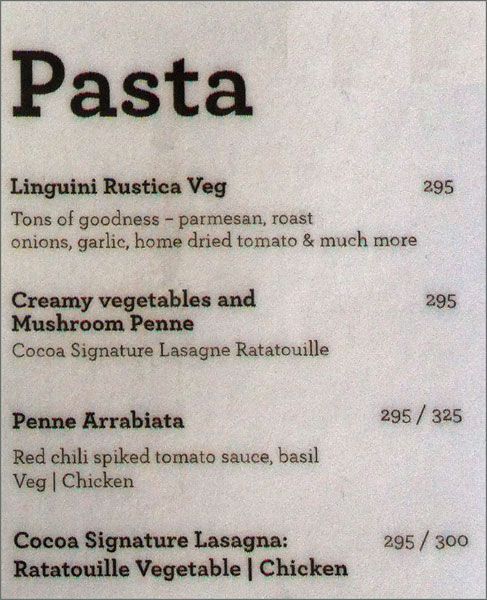 Pasta
Linguini Rustica Veg 295
Tons of goodness – parmesan, roast
onions, garlic, home dried tomato & much more
Creamy vegetables and 295
Mushroom Penne
Cocoa Signature Lasagne Ratatouille
Penne Arrabiata 295 / 325
Red chili spiked tomato sauce, basil
Veg | Chicken
Cocoa Signature Lasagna: 295 / 300
Ratatouille Vegetable | Chicken